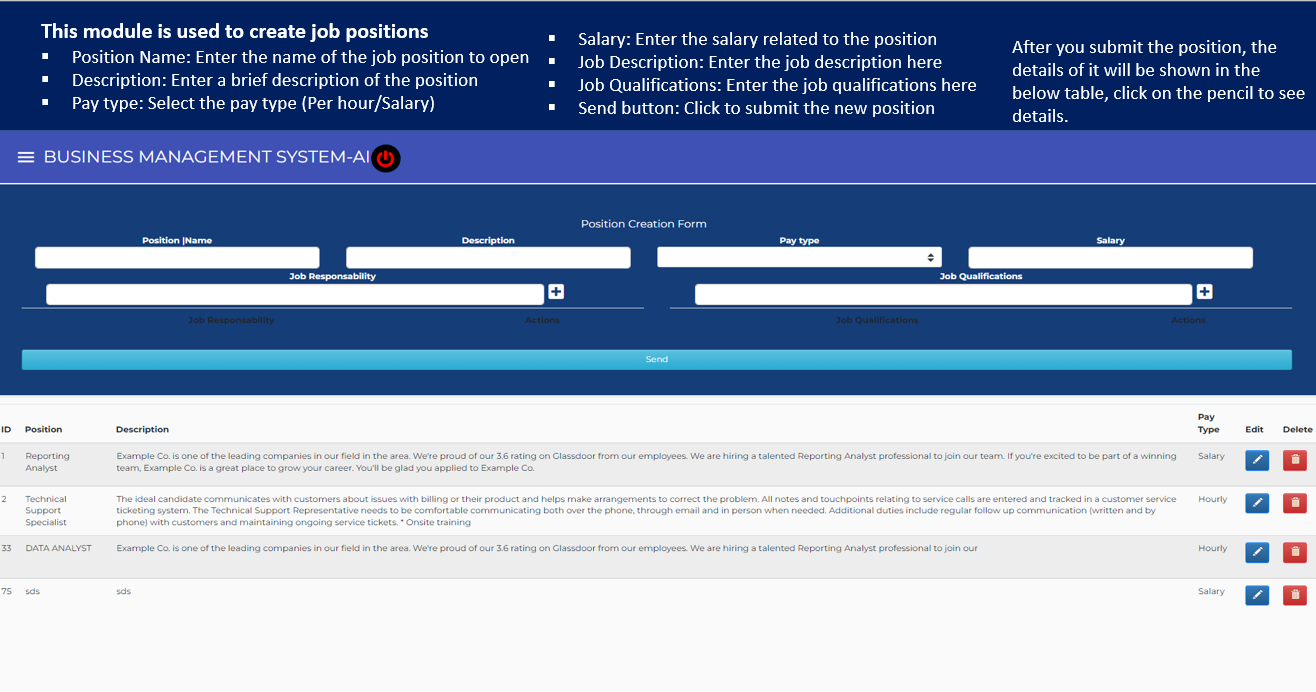 This module is used to create job positions
▪ Position Name: Enter the name of the job position to open
▪ Description: Enter a brief description of the position
▪ Pay type: Select the pay type (Per hour/Salary)
▪ Salary: Enter the salary related to the position
▪ Job Description: Enter the job description here
▪ Job Qualifications: Enter the job qualifications here
▪ Send button: Click to submit the new position
After you submit the position, the
details of it will be shown in the
below table, click on the pencil to see
details.
BUSINESS MANAGEMENT SYSTEM-AI
Position Creation Form
Position |Name Description Pay type Salary
Job Responsability Job Qualifications
Job Responsability Actions Job Qualifications Actions
Send
Pay
ID Position Description Type Edit Delete
1 Reporting Example Co. is one of the leading companies in our field in the area. We're proud of our 3.6 rating on Glassdoor from our employees. We are hiring a talented Reporting Analyst professional to join our team. If you're excited to be part of a winning Salary
Analyst team, Example Co. is a great place to grow your career. You'll be glad you applied to Example Co.
2 Technical The ideal candidate communicates with customers about issues with billing or their product and helps make arrangements to correct the problem. All notes and touchpoints relating to service calls are entered and tracked in a customer service Hourly
Support ticketing system. The Technical Support Representative needs to be comfortable communicating both over the phone, through email and in person when needed. Additional duties include regular follow up communication (written and by
Specialist phone) with customers and maintaining ongoing service tickets. * Onsite training
33 DATA ANALYST Example Co. is one of the leading companies in our field in the area. We're proud of our 3.6 rating on Glassdoor from our employees. We are hiring a talented Reporting Analyst professional to join our Hourly
75 sds sds Salary